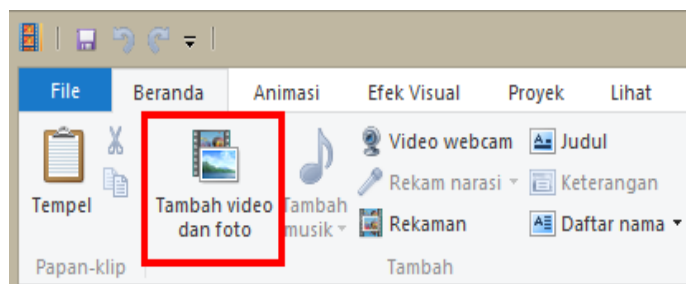 File Beranda Animasi Efek Visual Proyek Lihat
Tempel
Tambah video
dan foto
Tambah
musik
Video webcam
Rekam narasi
Rekaman
Judul
Keterangan
Daftar nama
Papan-klip
Tambah